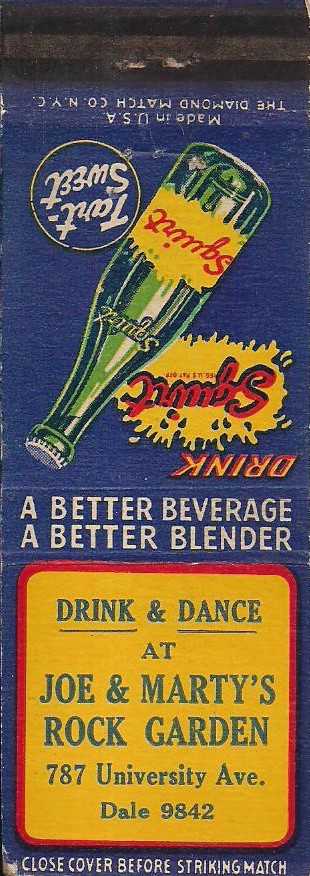 THE DIAMOND MATCH CO. N.Y.C.
Made in U.S.A
Tart-
Sweet
Squirt
Squirt
DRINK
Squirt
REG. U.S. PAT. OFF.
A BETTER BEVERAGE
A BETTER BLENDER
DRINK & DANCE
AT
JOE & MARTY'S
ROCK GARDEN
787 University Ave.
Dale 9842
CLOSE COVER BEFORE STRIKING MATCH